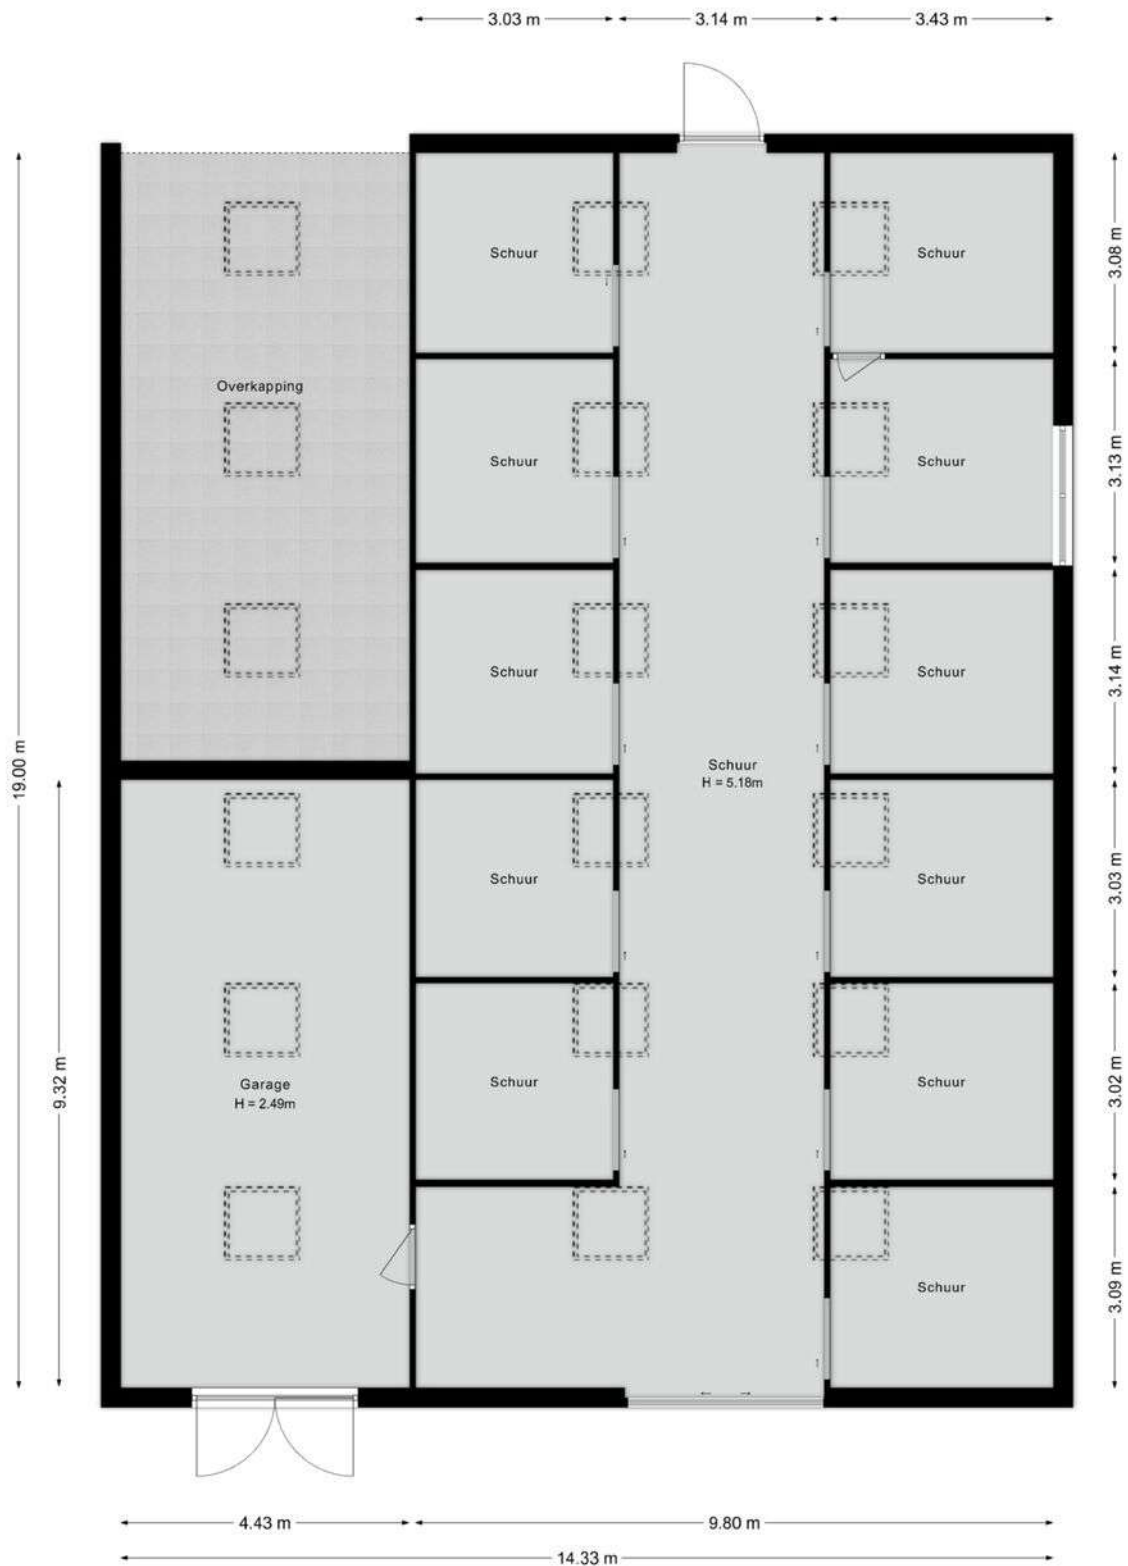 3.03 m
3.14 m
3.43 m
Schuur
Schuur
3.08 m
Overkapping
Schuur
Schuur
3.13 m
Schuur
Schuur
3.14 m
19.00 m
Schuur
H = 5.18m
Schuur
Schuur
3.03 m
9.32 m
Garage
H = 2.49m
Schuur
Schuur
3.02 m
Schuur
3.09 m
4.43 m
9.80 m
14.33 m